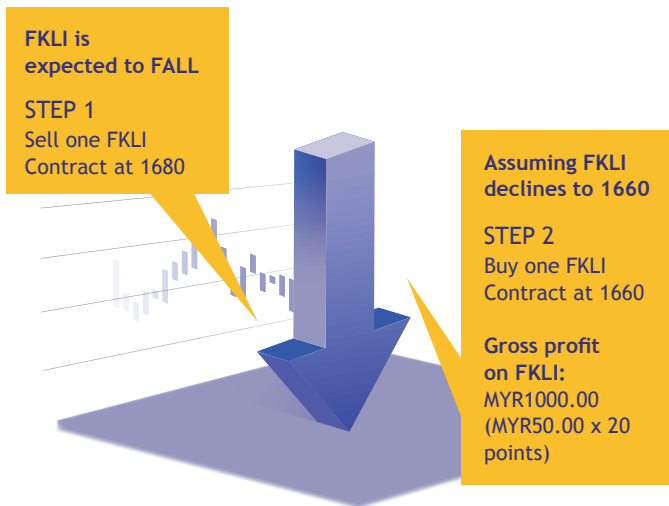 FKLI is
expected to FALL
STEP 1
Sell one FKLI
Contract at 1680
Assuming FKLI
declines to 1660
STEP 2
Buy one FKLI
Contract at 1660
Gross profit
on FKLI:
MYR1000.00
(MYR50.00 x 20
points)